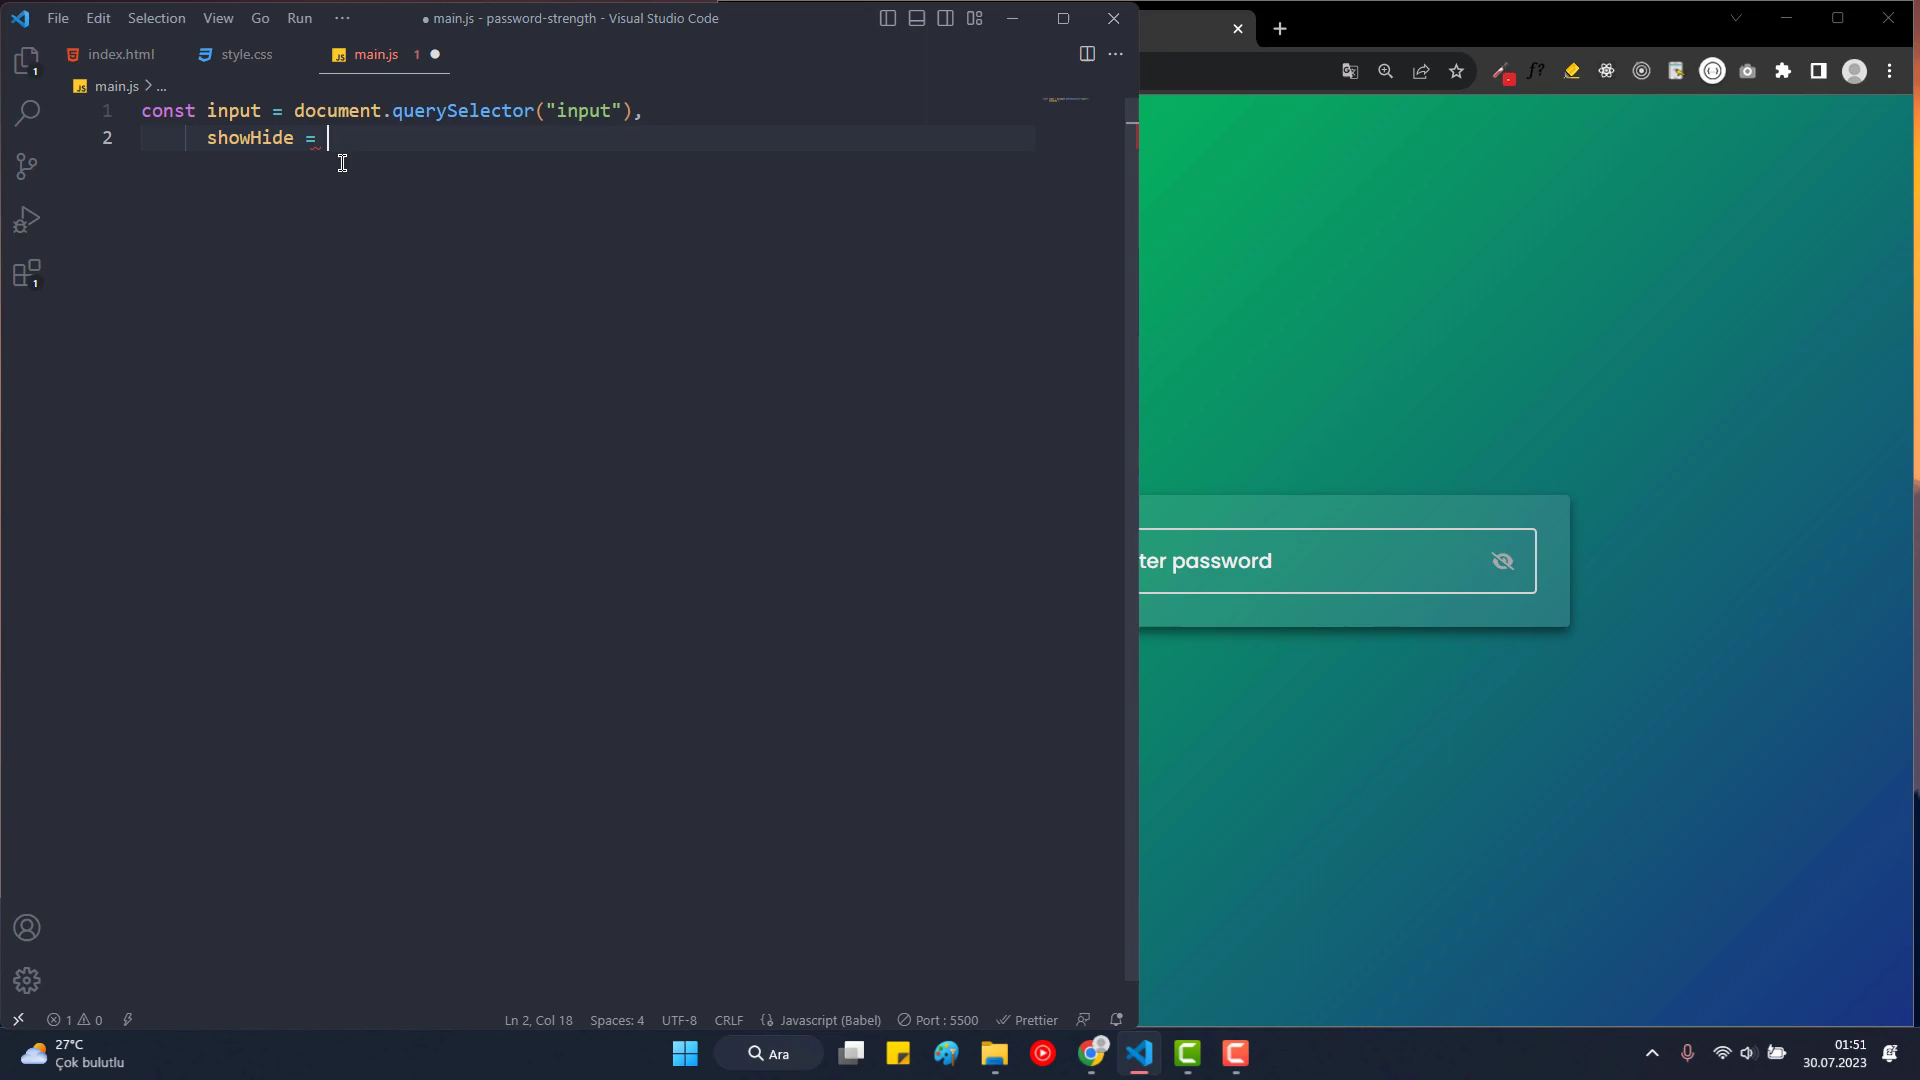 File Edit Selection View Go Run ···
● main.js - password-strength - Visual Studio Code
index.html style.css main.js 1 ●
main.js > ...
1 const input = document.querySelector("input"),
2 showHide =
ter password
1
1
1 0
Ln 2, Col 18 Spaces: 4 UTF-8 CRLF {} Javascript (Babel) Port : 5500 Prettier
27°C
Çok bulutlu
Ara
01:51
30.07.2023